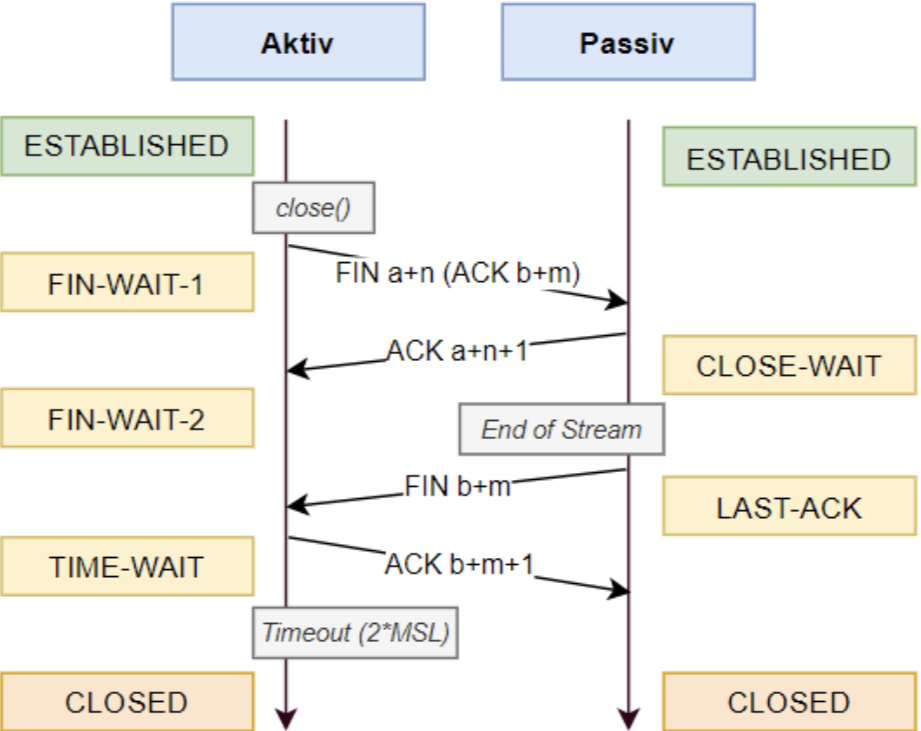 Aktiv
Passiv
ESTABLISHED
ESTABLISHED
close()
FIN-WAIT-1
FIN a+n (ACK b+m)
ACK a+n+1
CLOSE-WAIT
FIN-WAIT-2
End of Stream
FIN b+m
LAST-ACK
TIME-WAIT
ACK b+m+1
Timeout (2*MSL)
CLOSED
CLOSED